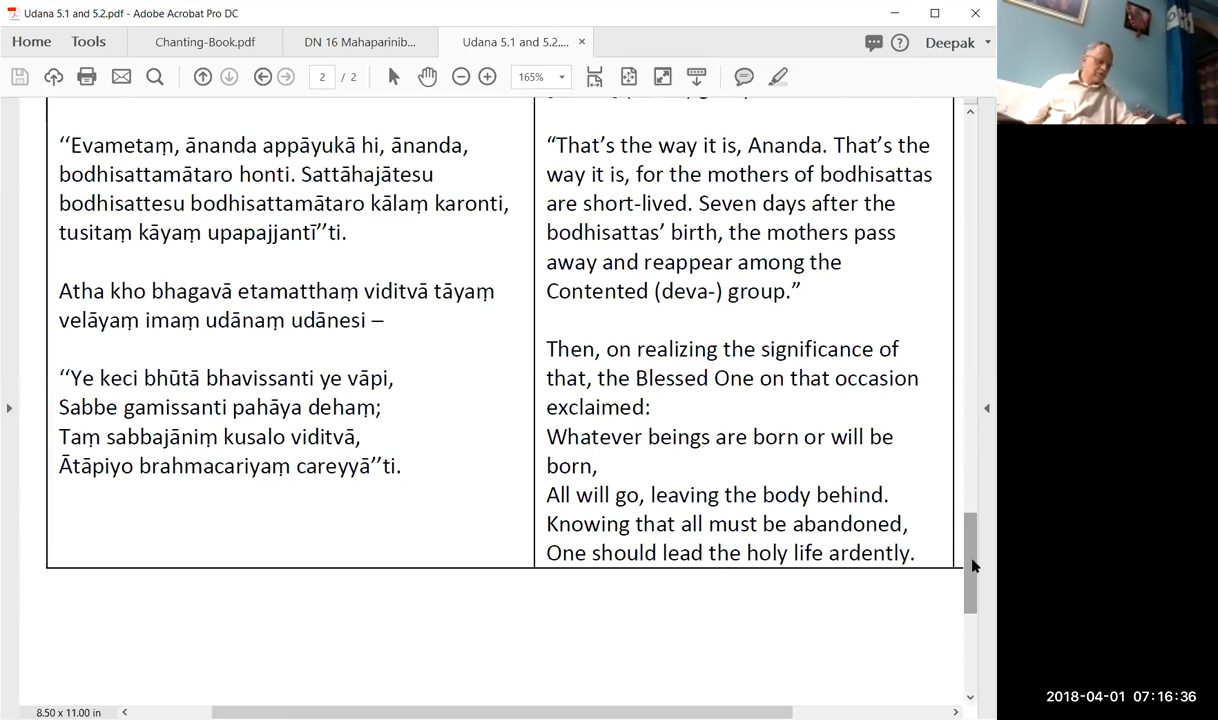 Udana 5.1 and 5.2.pdf - Adobe Acrobat Pro DC
Home Tools Chanting-Book.pdf DN 16 Mahaparinib... Udana 5.1 and 5.2.... × Deepak
2 / 2 165%
“Evametaṃ, ānanda appāyukā hi, ānanda,
bodhisattamātaro honti. Sattāhajātesu
bodhisattesu bodhisattamātaro kālaṃ karonti,
tusitaṃ kāyaṃ upapajjantī”ti.
Atha kho bhagavā etamatthaṃ viditvā tāyaṃ
velāyaṃ imaṃ udānaṃ udānesi –
“Ye keci bhūtā bhavissanti ye vāpi,
Sabbe gamissanti pahāya dehaṃ;
Taṃ sabbajāniṃ kusalo viditvā,
Ātāpiyo brahmacariyaṃ careyyā”ti.
“That’s the way it is, Ananda. That’s the
way it is, for the mothers of bodhisattas
are short-lived. Seven days after the
bodhisattas’ birth, the mothers pass
away and reappear among the
Contented (deva-) group.”
Then, on realizing the significance of
that, the Blessed One on that occasion
exclaimed:
Whatever beings are born or will be
born,
All will go, leaving the body behind.
Knowing that all must be abandoned,
One should lead the holy life ardently.
8.50 x 11.00 in
2018-04-01 07:16:36